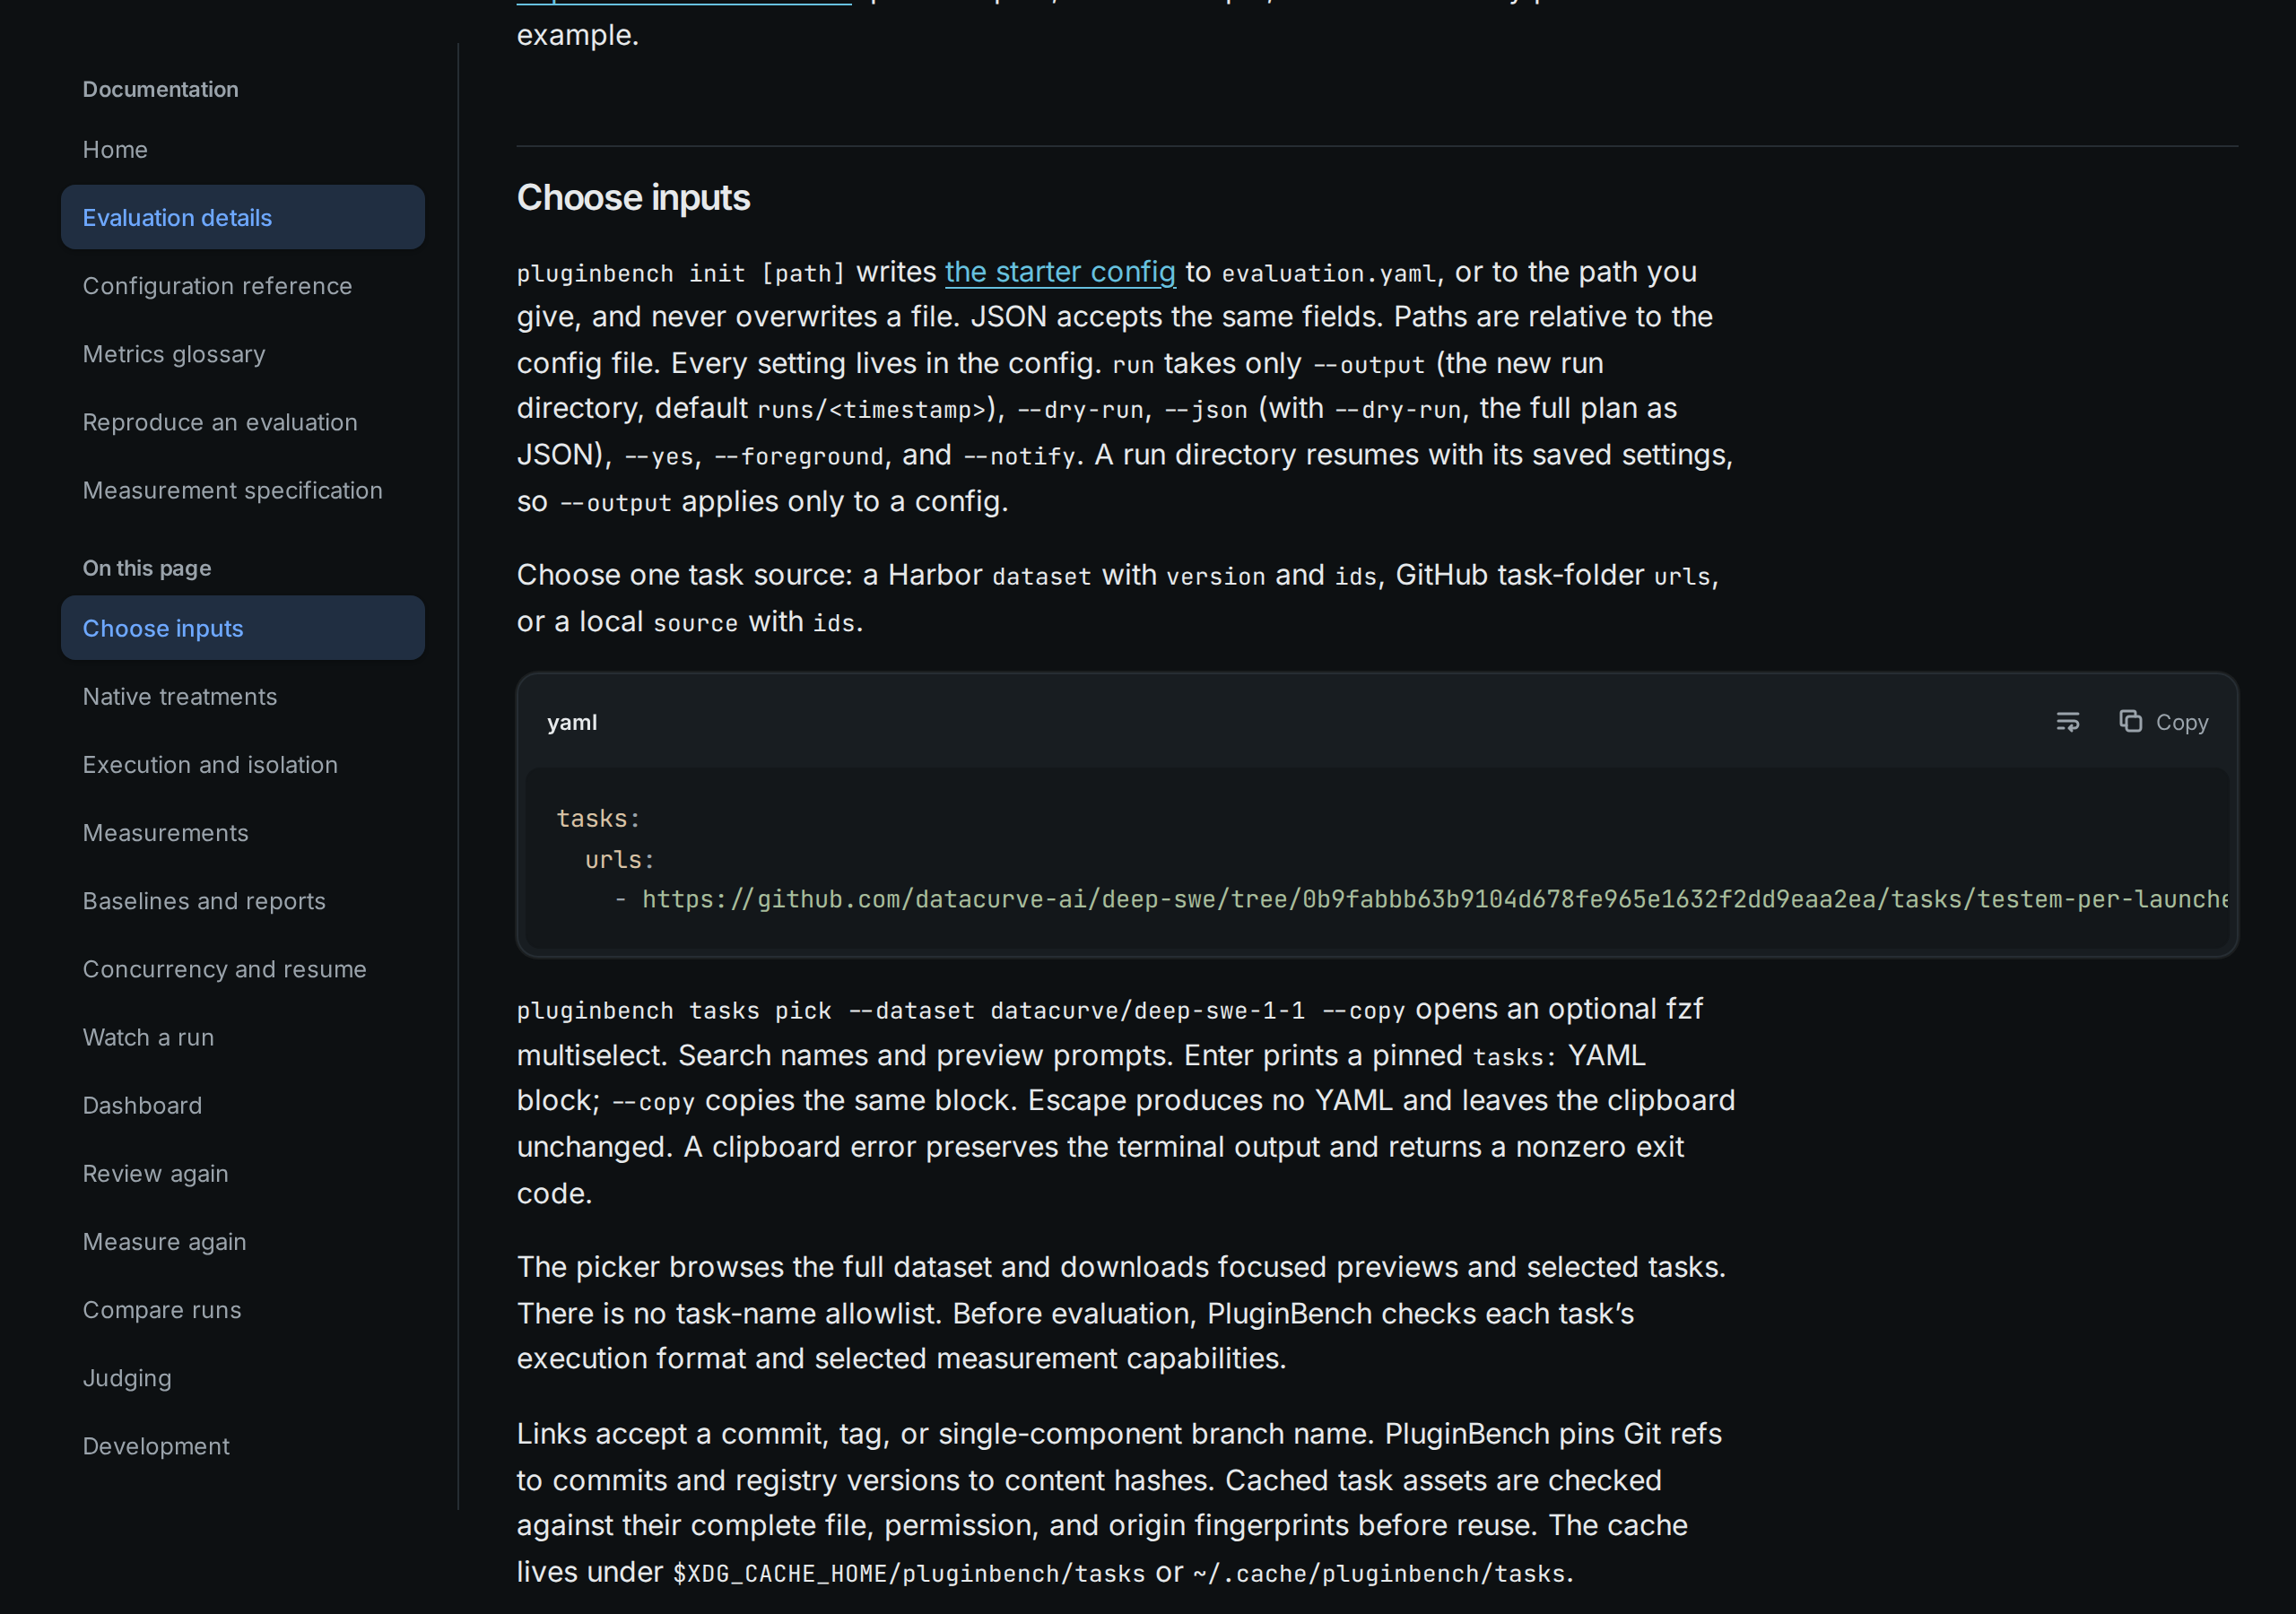 example.
Documentation
Home
Evaluation details
Configuration reference
Metrics glossary
Reproduce an evaluation
Measurement specification
On this page
Choose inputs
Native treatments
Execution and isolation
Measurements
Baselines and reports
Concurrency and resume
Watch a run
Dashboard
Review again
Measure again
Compare runs
Judging
Development
Choose inputs
pluginbench init [path] writes the starter config to evaluation.yaml, or to the path you
give, and never overwrites a file. JSON accepts the same fields. Paths are relative to the
config file. Every setting lives in the config. run takes only --output (the new run
directory, default runs/<timestamp>), --dry-run, --json (with --dry-run, the full plan as
JSON), --yes, --foreground, and --notify. A run directory resumes with its saved settings,
so --output applies only to a config.
Choose one task source: a Harbor dataset with version and ids, GitHub task-folder urls,
or a local source with ids.
yaml
Copy
tasks:
urls:
- https://github.com/datacurve-ai/deep-swe/tree/0b9fabbb63b9104d678fe965e1632f2dd9eaa2ea/tasks/testem-per-launche
pluginbench tasks pick --dataset datacurve/deep-swe-1-1 --copy opens an optional fzf
multiselect. Search names and preview prompts. Enter prints a pinned tasks: YAML
block; --copy copies the same block. Escape produces no YAML and leaves the clipboard
unchanged. A clipboard error preserves the terminal output and returns a nonzero exit
code.
The picker browses the full dataset and downloads focused previews and selected tasks.
There is no task-name allowlist. Before evaluation, PluginBench checks each task’s
execution format and selected measurement capabilities.
Links accept a commit, tag, or single-component branch name. PluginBench pins Git refs
to commits and registry versions to content hashes. Cached task assets are checked
against their complete file, permission, and origin fingerprints before reuse. The cache
lives under $XDG_CACHE_HOME/pluginbench/tasks or ~/.cache/pluginbench/tasks.